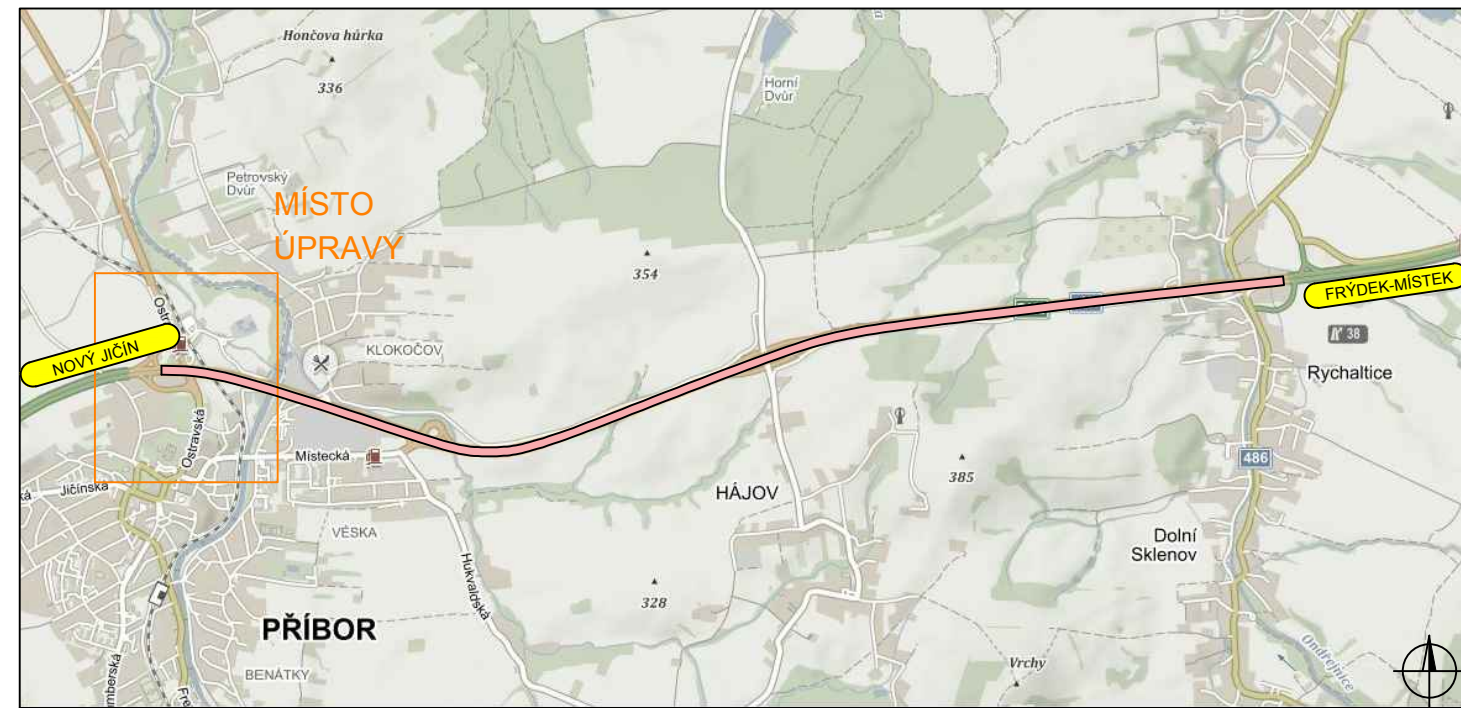 Hončova hůrka
336
Horní
Dvůr
Petrovský
Dvůr
MÍSTO
ÚPRAVY
354
FRÝDEK-MÍSTEK
38
NOVÝ JIČÍN
KLOKOČOV
Rychaltice
Ostravská
Místecká
486
385
Jičínská
HÁJOV
VĚSKA
Dolní
Sklenov
Hukvaldská
328
PŘÍBOR
Ondřejnice
Vrchy
BENÁTKY